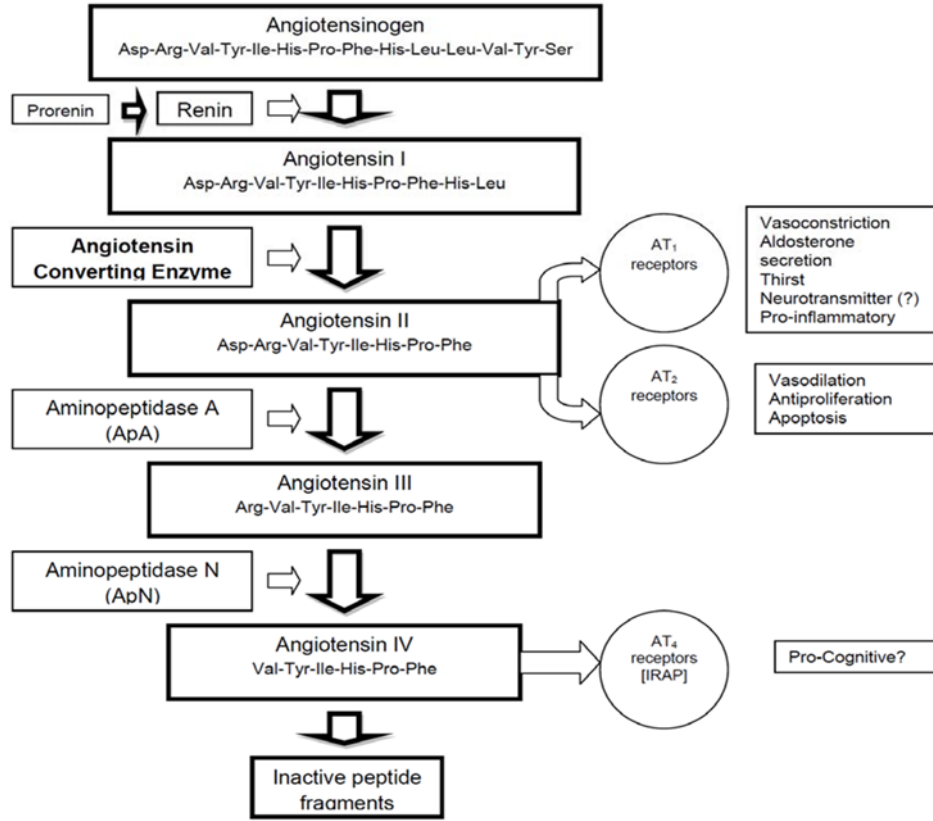 Angiotensinogen
Asp-Arg-Val-Tyr-Ile-His-Pro-Phe-His-Leu-Leu-Val-Tyr-Ser
Prorenin
Renin
Angiotensin I
Asp-Arg-Val-Tyr-Ile-His-Pro-Phe-His-Leu
Angiotensin
Converting Enzyme
AT₁
receptors
Vasoconstriction
Aldosterone
secretion
Thirst
Neurotransmitter (?)
Pro-inflammatory
Angiotensin II
Asp-Arg-Val-Tyr-Ile-His-Pro-Phe
AT₂
receptors
Vasodilation
Antiproliferation
Apoptosis
Aminopeptidase A
(ApA)
Angiotensin III
Arg-Val-Tyr-Ile-His-Pro-Phe
Aminopeptidase N
(ApN)
Angiotensin IV
Val-Tyr-Ile-His-Pro-Phe
AT₄
receptors
[IRAP]
Pro-Cognitive?
Inactive peptide
fragments